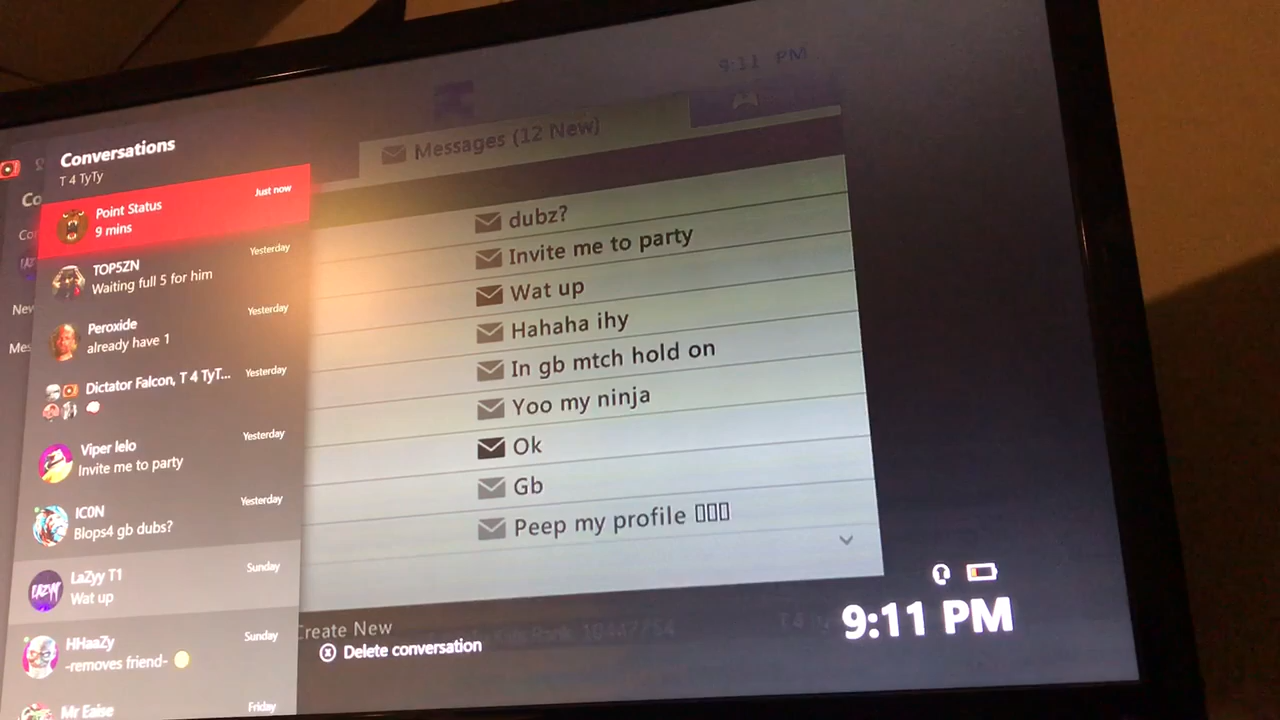 9:11 PM
Messages (12 New)
Conversations
T 4 TyTy
Just now
Point Status
9 mins
Yesterday
TOP5ZN
Waiting full 5 for him
Yesterday
Peroxide
already have 1
Yesterday
Dictator Falcon, T 4 TyT...
Yesterday
Viper lelo
Invite me to party
Yesterday
IC0N
Blops4 gb dubs?
Sunday
LaZyy T1
Wat up
Sunday
HHaaZy
-removes friend-
Friday
Mr Eaise
dubz?
Invite me to party
Wat up
Hahaha ihy
In gb mtch hold on
Yoo my ninja
Ok
Gb
Peep my profile
Create New
Delete conversation
9:11 PM